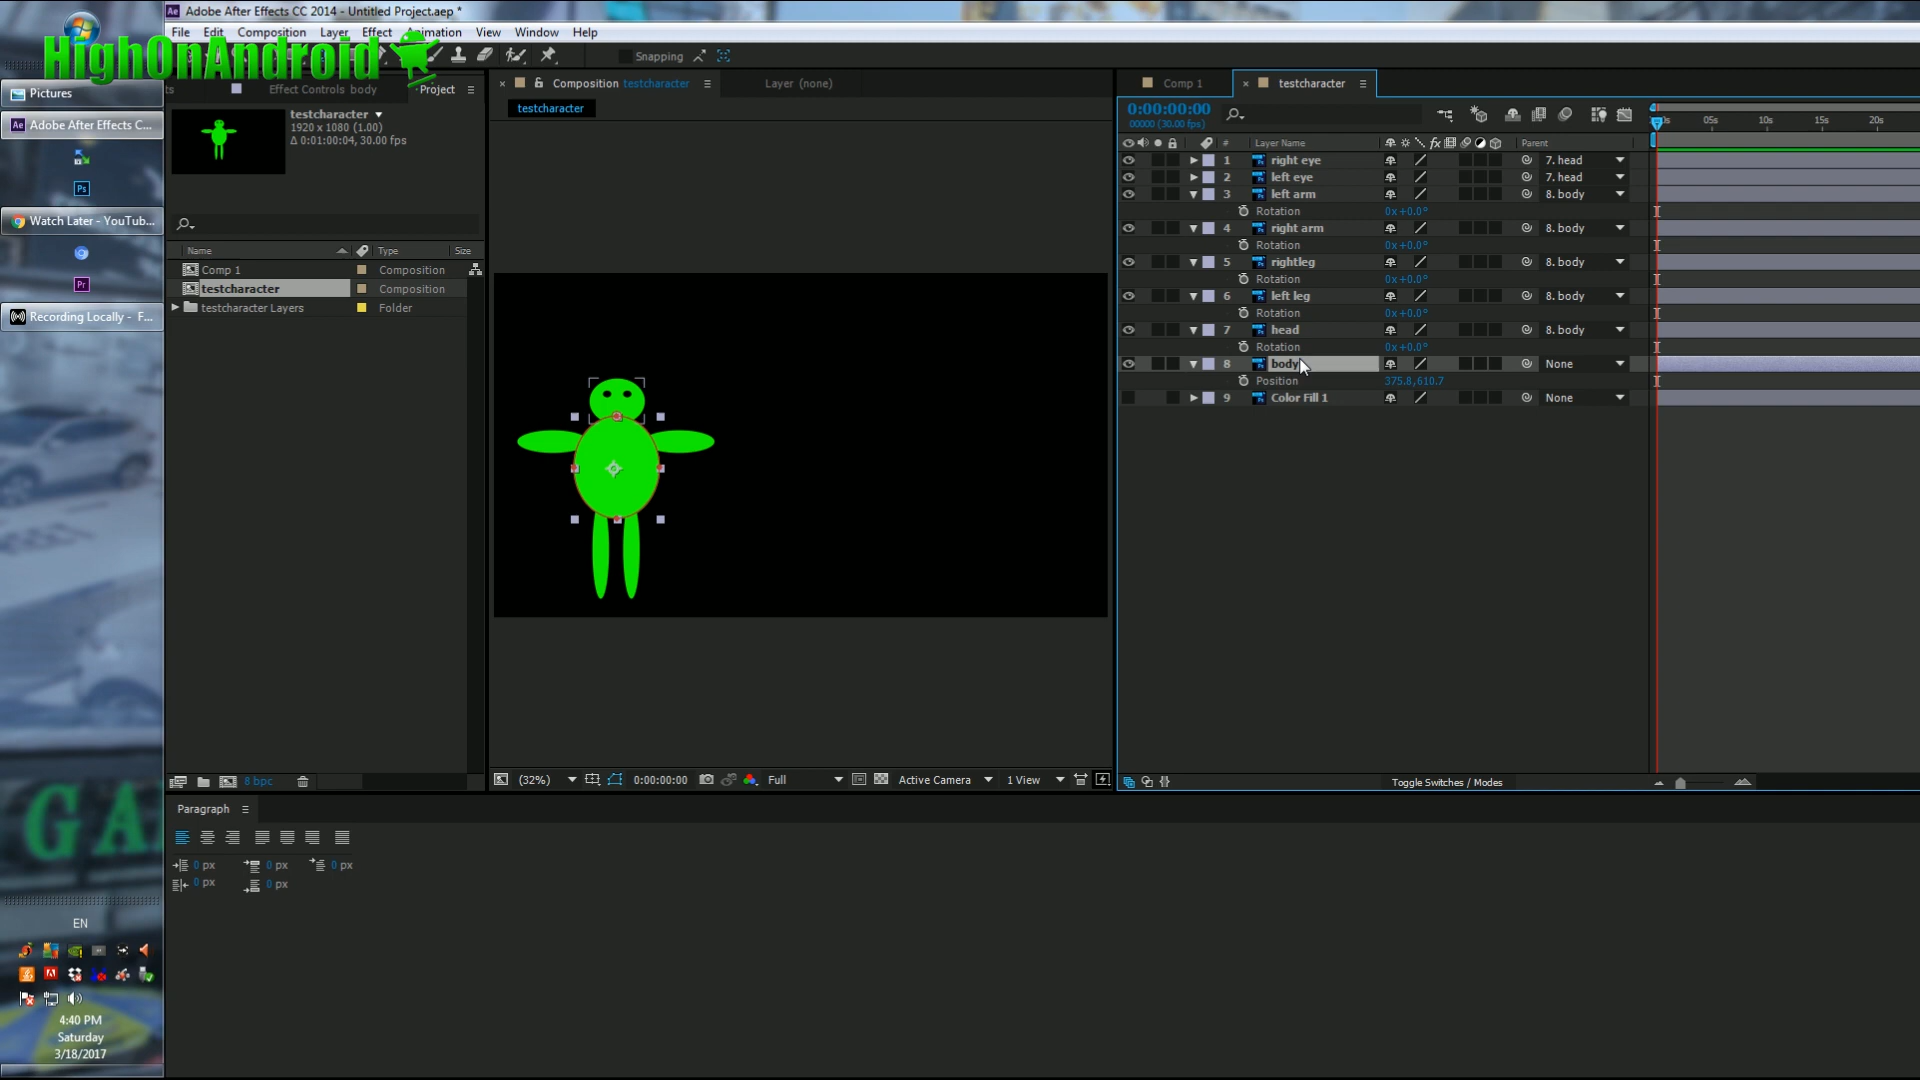 Adobe After Effects CC 2014 - Untitled Project.aep *
File Edit Composition Layer Effect Animation View Window Help
HighOnAndroid
Snapping
Pictures
Adobe After Effects C...
Ps
Watch Later - YouTub...
Pr
Recording Locally - F...
Effect Controls body
Project
testcharacter
1920 x 1080 (1.00)
Δ 0:01:00:04, 30.00 fps
Name Type Size
Comp 1 Composition
testcharacter Composition
testcharacter Layers Folder
8 bpc
Composition testcharacter
Layer (none)
testcharacter
(32%) 0:00:00:00 Full Active Camera 1 View
Comp 1
testcharacter
0:00:00:00
00000 (30.00 fps)
05s 10s 15s 20s
# Layer Name Parent
1 right eye 7. head
2 left eye 7. head
3 left arm 8. body
Rotation 0x+0.0°
4 right arm 8. body
Rotation 0x+0.0°
5 rightleg 8. body
Rotation 0x+0.0°
6 left leg 8. body
Rotation 0x+0.0°
7 head 8. body
Rotation 0x+0.0°
8 body None
Position 375.8,610.7
9 Color Fill 1 None
Toggle Switches / Modes
Paragraph
0 px 0 px 0 px
0 px 0 px
G A
EN
4:40 PM
Saturday
3/18/2017